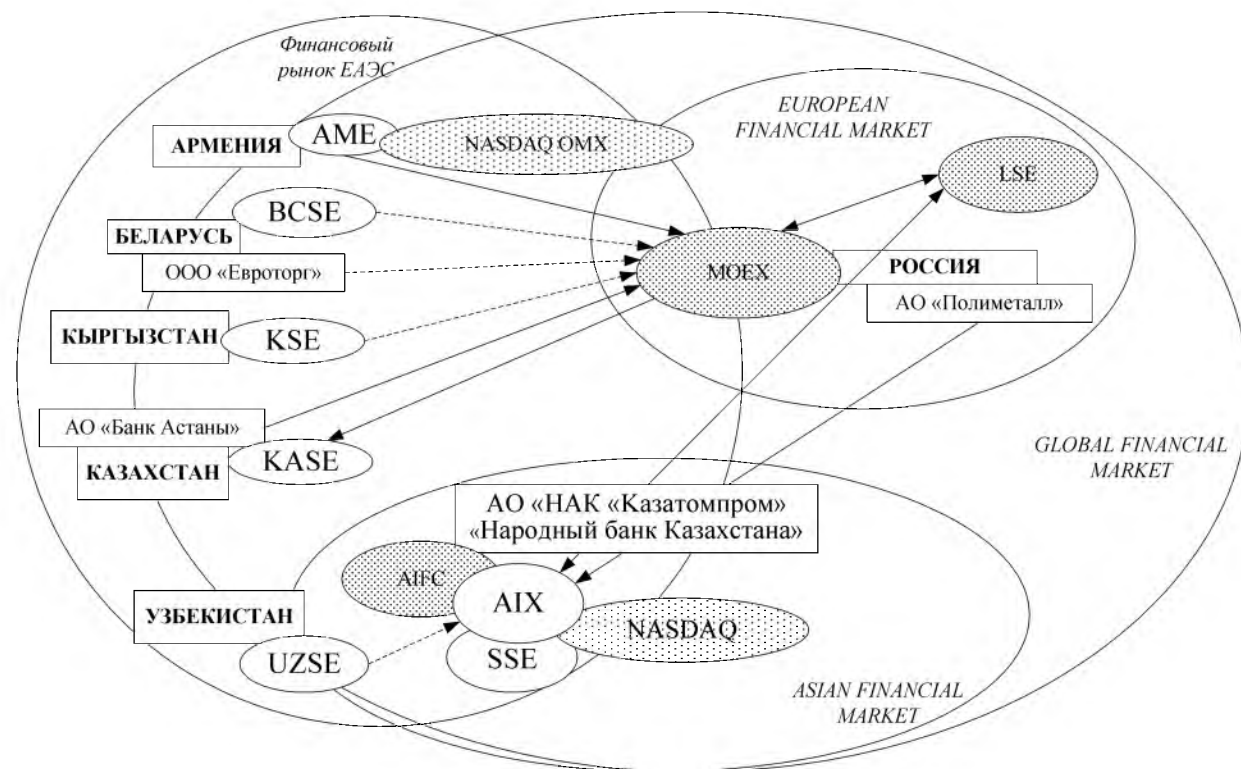 Финансовый
рынок ЕАЭС
EUROPEAN
FINANCIAL MARKET
АРМЕНИЯ
AME
NASDAQ OMX
LSE
BCSE
БЕЛАРУСЬ
ООО «Евроторг»
MOEX
РОССИЯ
АО «Полиметалл»
КЫРГЫЗСТАН
KSE
АО «Банк Астаны»
КАЗАХСТАН
KASE
GLOBAL FINANCIAL
MARKET
АО «НАК «Казатомпром»
«Народный банк Казахстана»
AIFC
AIX
УЗБЕКИСТАН
NASDAQ
UZSE
SSE
ASIAN FINANCIAL
MARKET